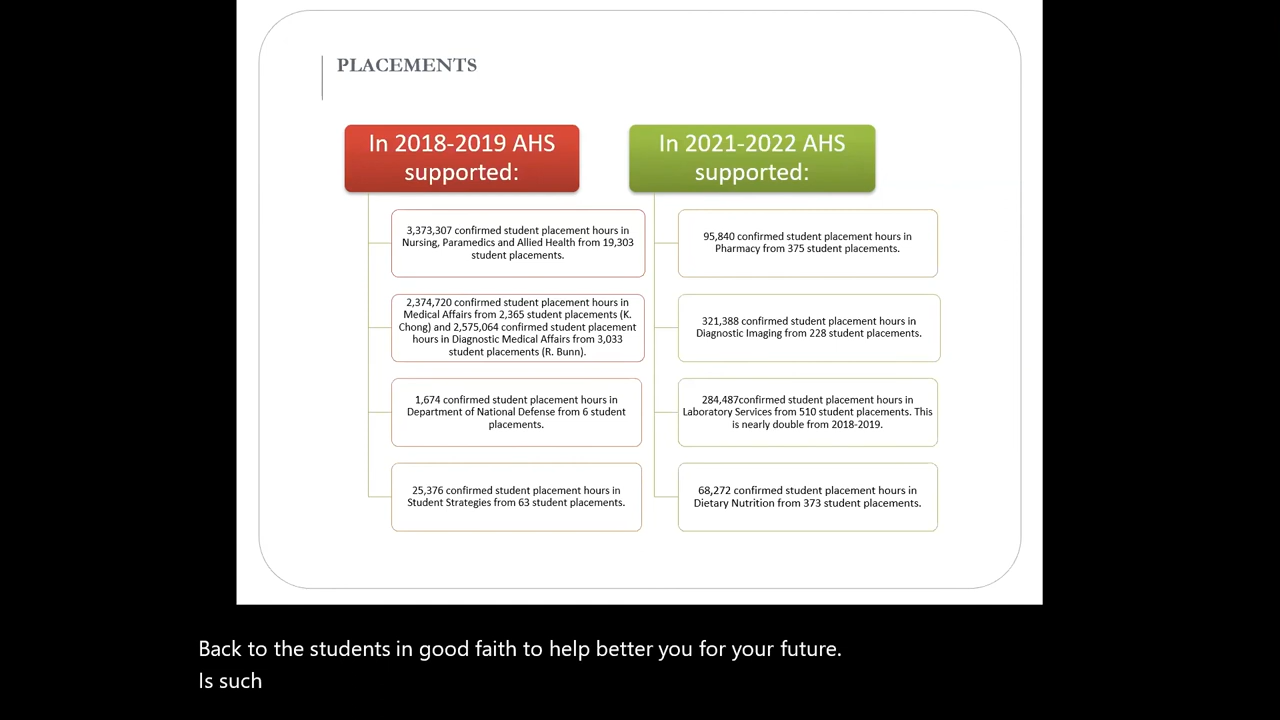 PLACEMENTS
In 2018-2019 AHS
supported:
3,373,307 confirmed student placement hours in
Nursing, Paramedics and Allied Health from 19,303
student placements.
2,374,720 confirmed student placement hours in
Medical Affairs from 2,365 student placements (K.
Chong) and 2,575,064 confirmed student placement
hours in Diagnostic Medical Affairs from 3,033
student placements (R. Bunn).
1,674 confirmed student placement hours in
Department of National Defense from 6 student
placements.
25,376 confirmed student placement hours in
Student Strategies from 63 student placements.
In 2021-2022 AHS
supported:
95,840 confirmed student placement hours in
Pharmacy from 375 student placements.
321,388 confirmed student placement hours in
Diagnostic Imaging from 228 student placements.
284,487confirmed student placement hours in
Laboratory Services from 510 student placements. This
is nearly double from 2018-2019.
68,272 confirmed student placement hours in
Dietary Nutrition from 373 student placements.
Back to the students in good faith to help better you for your future.
Is such